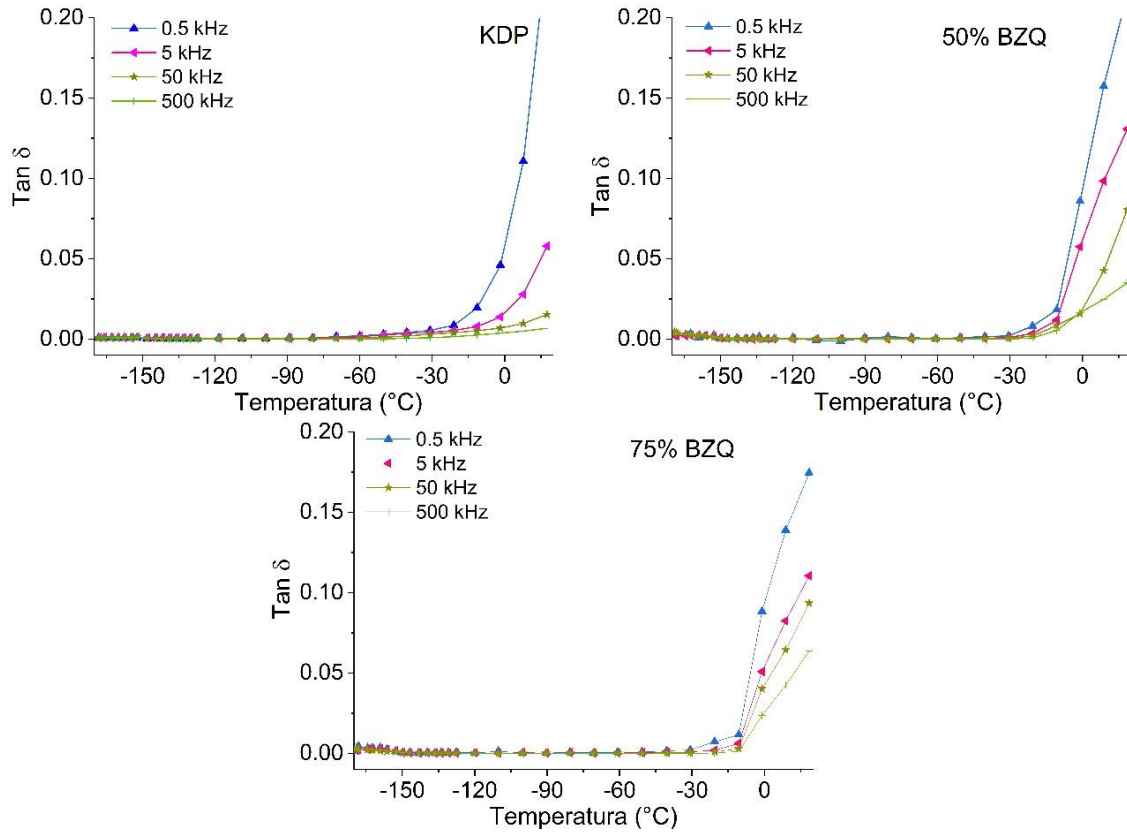 0.20
0.15
0.10
0.05
0.00
Tan δ
0.5 kHz
5 kHz
50 kHz
500 kHz
KDP
-150 -120 -90 -60 -30 0
Temperatura (°C)
0.20
0.15
0.10
0.05
0.00
Tan δ
0.5 kHz
5 kHz
50 kHz
500 kHz
50% BZQ
-150 -120 -90 -60 -30 0
Temperatura (°C)
0.20
0.15
0.10
0.05
0.00
Tan δ
0.5 kHz
5 kHz
50 kHz
500 kHz
75% BZQ
-150 -120 -90 -60 -30 0
Temperatura (°C)